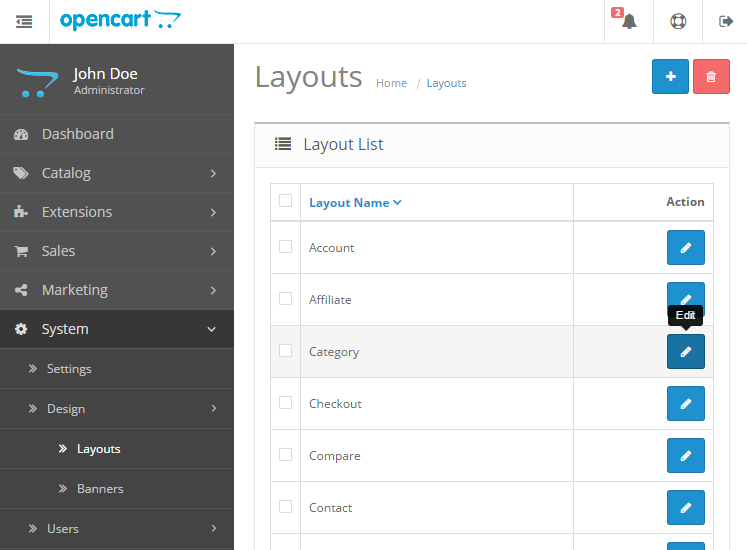 opencart
2
John Doe
Administrator
Dashboard
Catalog
Extensions
Sales
Marketing
System
Settings
Design
Layouts
Banners
Users
Layouts
Home / Layouts
Layout List
Layout Name Action
Account
Affiliate
Edit
Category
Checkout
Compare
Contact